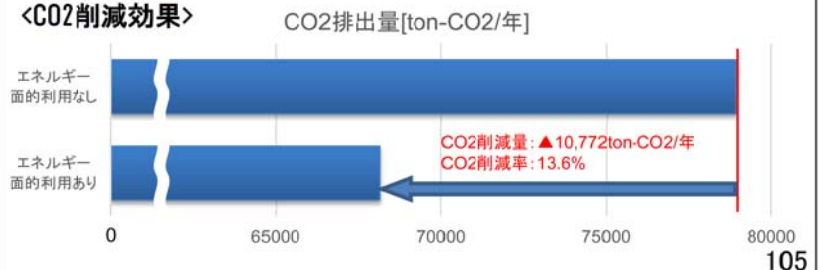 <CO2削減効果>
CO2排出量[ton-CO2/年]
エネルギー
面的利用なし
CO2削減量:▲10,772ton-CO2/年
CO2削減率:13.6%
エネルギー
面的利用あり
0 65000 70000 75000 80000
105